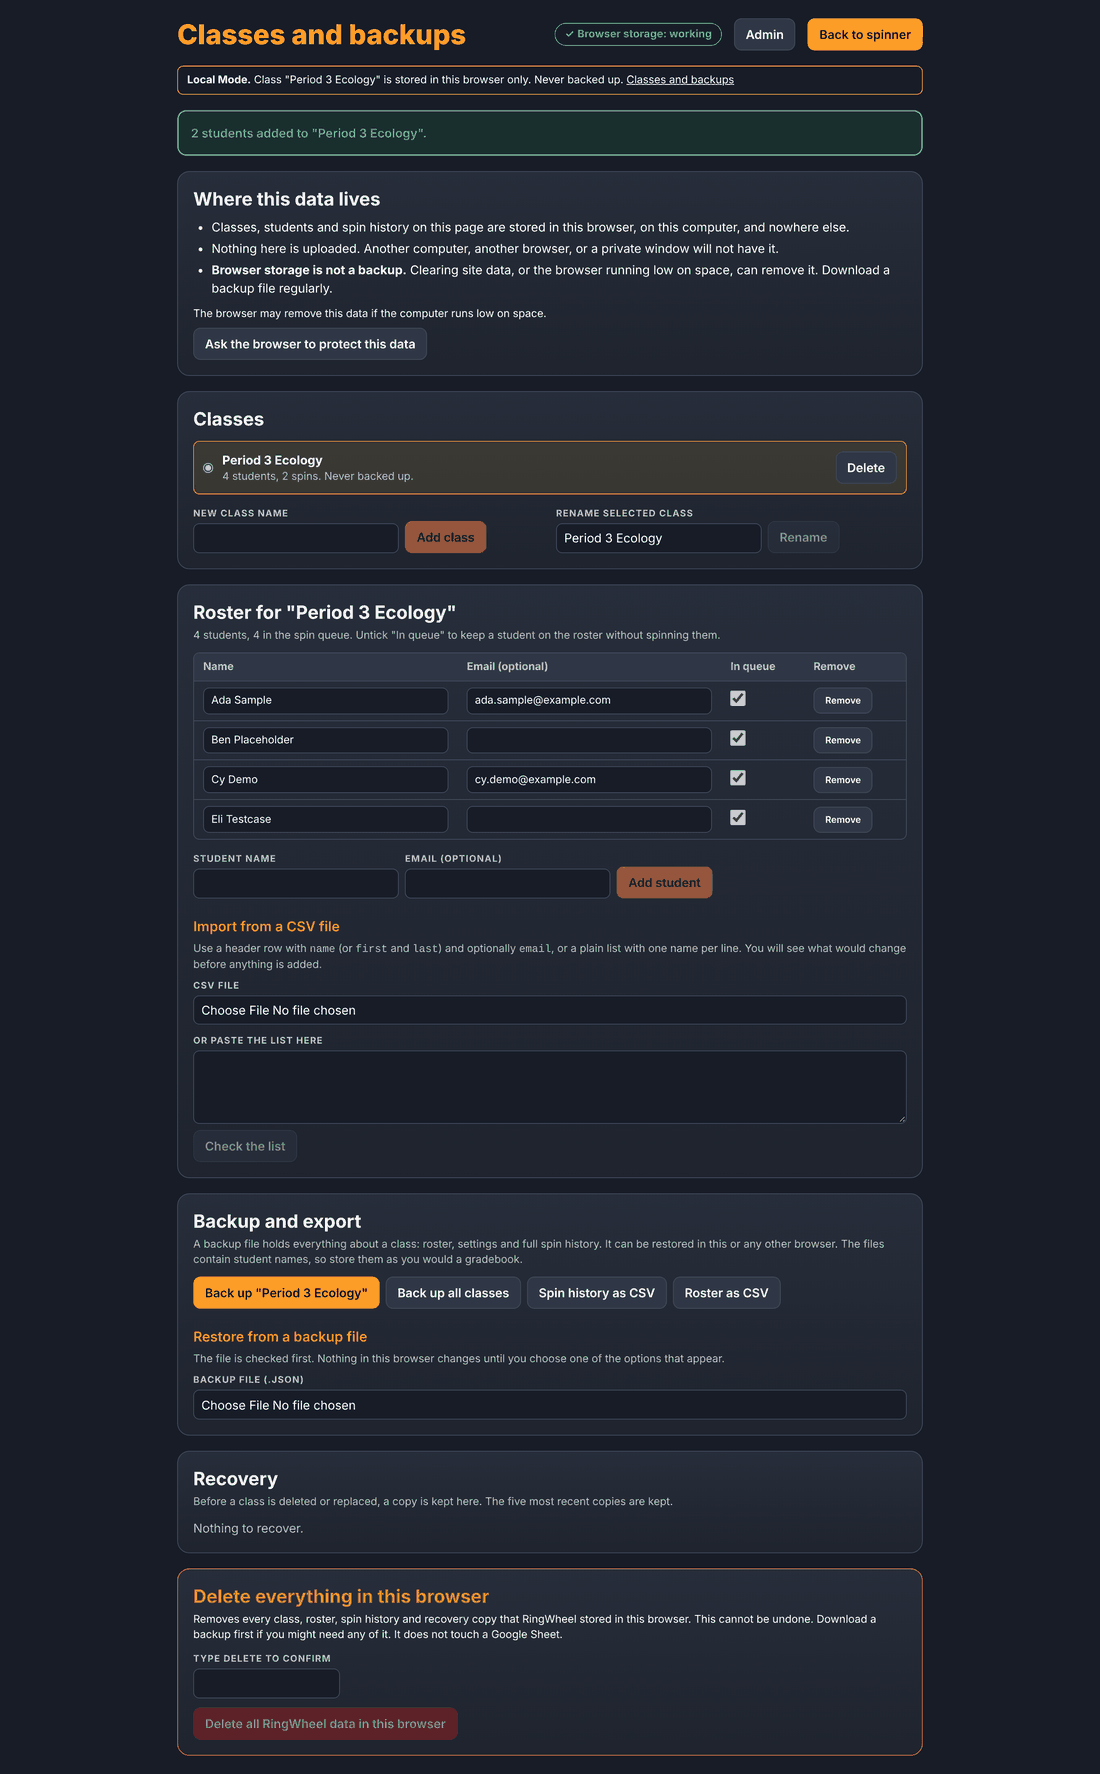 Classes and backups
✓ Browser storage: working
Admin
Back to spinner
Local Mode. Class "Period 3 Ecology" is stored in this browser only. Never backed up. Classes and backups
2 students added to "Period 3 Ecology".
Where this data lives
• Classes, students and spin history on this page are stored in this browser, on this computer, and nowhere else.
• Nothing here is uploaded. Another computer, another browser, or a private window will not have it.
• Browser storage is not a backup. Clearing site data, or the browser running low on space, can remove it. Download a
backup file regularly.
The browser may remove this data if the computer runs low on space.
Ask the browser to protect this data
Classes
Period 3 Ecology
4 students, 2 spins. Never backed up.
Delete
NEW CLASS NAME
Add class
RENAME SELECTED CLASS
Period 3 Ecology
Rename
Roster for "Period 3 Ecology"
4 students, 4 in the spin queue. Untick "In queue" to keep a student on the roster without spinning them.
Name Email (optional) In queue Remove
Ada Sample ada.sample@example.com Remove
Ben Placeholder Remove
Cy Demo cy.demo@example.com Remove
Eli Testcase Remove
STUDENT NAME
EMAIL (OPTIONAL)
Add student
Import from a CSV file
Use a header row with name (or first and last) and optionally email, or a plain list with one name per line. You will see what would change
before anything is added.
CSV FILE
Choose File No file chosen
OR PASTE THE LIST HERE
Check the list
Backup and export
A backup file holds everything about a class: roster, settings and full spin history. It can be restored in this or any other browser. The files
contain student names, so store them as you would a gradebook.
Back up "Period 3 Ecology"
Back up all classes
Spin history as CSV
Roster as CSV
Restore from a backup file
The file is checked first. Nothing in this browser changes until you choose one of the options that appear.
BACKUP FILE (.JSON)
Choose File No file chosen
Recovery
Before a class is deleted or replaced, a copy is kept here. The five most recent copies are kept.
Nothing to recover.
Delete everything in this browser
Removes every class, roster, spin history and recovery copy that RingWheel stored in this browser. This cannot be undone. Download a
backup first if you might need any of it. It does not touch a Google Sheet.
TYPE DELETE TO CONFIRM
Delete all RingWheel data in this browser